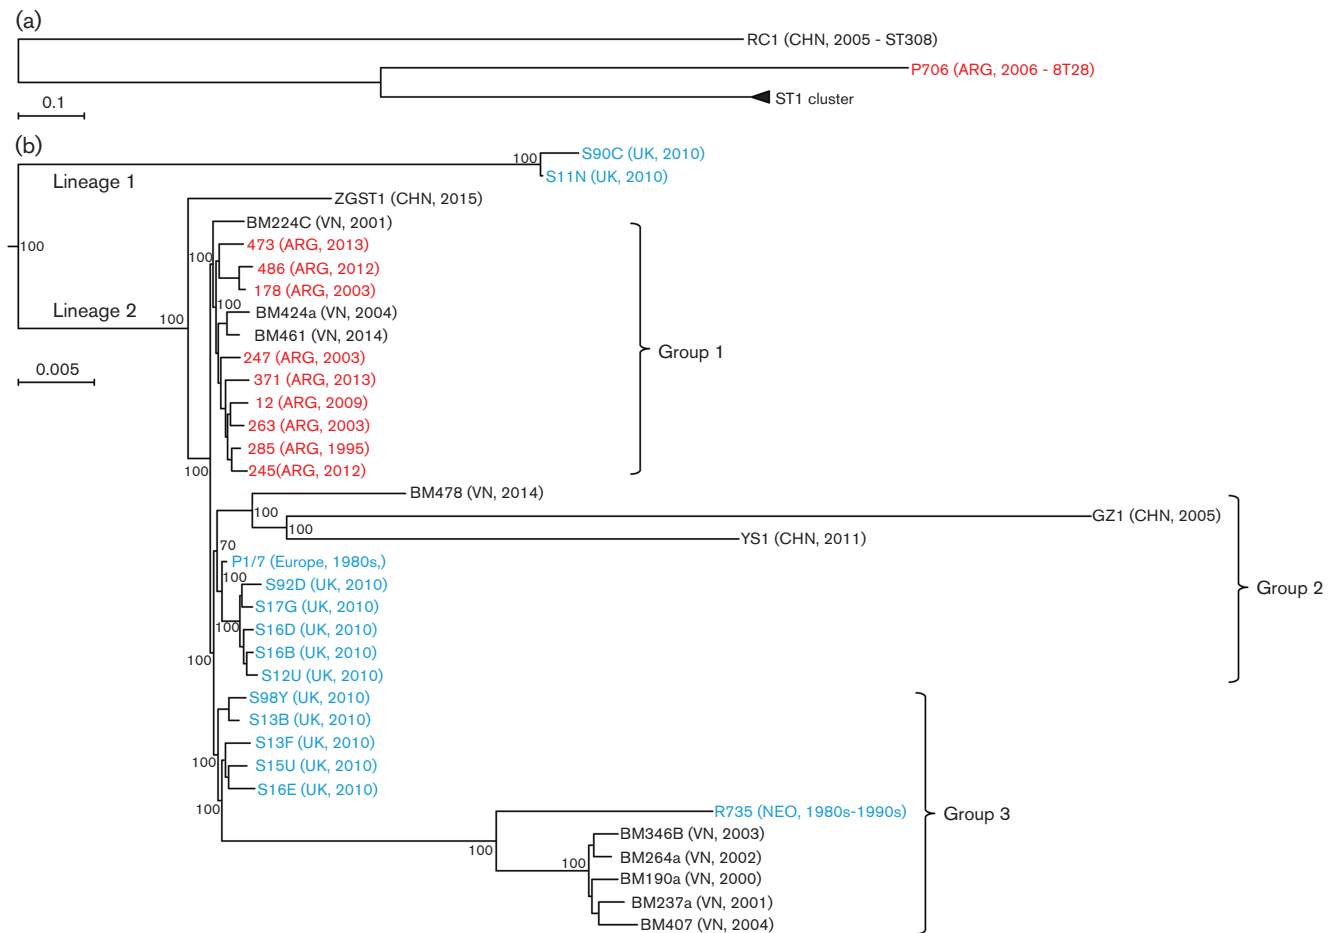 (a)
RC1 (CHN, 2005 - ST308)
P706 (ARG, 2006 - 8T28)
ST1 cluster
0.1
(b)
S90C (UK, 2010)
100
S11N (UK, 2010)
Lineage 1
ZGST1 (CHN, 2015)
BM224C (VN, 2001)
473 (ARG, 2013)
100
100
486 (ARG, 2012)
178 (ARG, 2003)
100
BM424a (VN, 2004)
Lineage 2
100
BM461 (VN, 2014)
Group 1
247 (ARG, 2003)
0.005
371 (ARG, 2013)
12 (ARG, 2009)
263 (ARG, 2003)
285 (ARG, 1995)
245(ARG, 2012)
100
BM478 (VN, 2014)
100
GZ1 (CHN, 2005)
100
YS1 (CHN, 2011)
70
P1/7 (Europe, 1980s,)
100
S92D (UK, 2010)
Group 2
S17G (UK, 2010)
100
S16D (UK, 2010)
S16B (UK, 2010)
100
S12U (UK, 2010)
S98Y (UK, 2010)
S13B (UK, 2010)
S13F (UK, 2010)
100
S15U (UK, 2010)
S16E (UK, 2010)
100
R735 (NEO, 1980s-1990s)
Group 3
BM346B (VN, 2003)
100
BM264a (VN, 2002)
100
BM190a (VN, 2000)
BM237a (VN, 2001)
BM407 (VN, 2004)